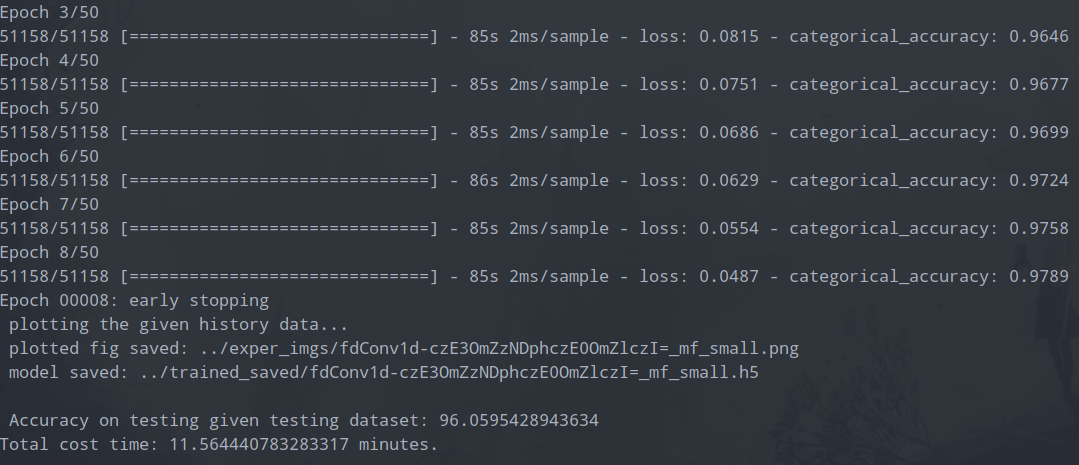 Epoch 3/50
51158/51158 [==============================] - 85s 2ms/sample - loss: 0.0815 - categorical_accuracy: 0.9646
Epoch 4/50
51158/51158 [==============================] - 85s 2ms/sample - loss: 0.0751 - categorical_accuracy: 0.9677
Epoch 5/50
51158/51158 [==============================] - 85s 2ms/sample - loss: 0.0686 - categorical_accuracy: 0.9699
Epoch 6/50
51158/51158 [==============================] - 86s 2ms/sample - loss: 0.0629 - categorical_accuracy: 0.9724
Epoch 7/50
51158/51158 [==============================] - 85s 2ms/sample - loss: 0.0554 - categorical_accuracy: 0.9758
Epoch 8/50
51158/51158 [==============================] - 85s 2ms/sample - loss: 0.0487 - categorical_accuracy: 0.9789
Epoch 00008: early stopping
plotting the given history data...
plotted fig saved: ../exper_imgs/fdConv1d-czE3OmZzNDphczE0OmZlczI=_mf_small.png
model saved: ../trained_saved/fdConv1d-czE3OmZzNDphczE0OmZlczI=_mf_small.h5
Accuracy on testing given testing dataset: 96.0595428943634
Total cost time: 11.564440783283317 minutes.